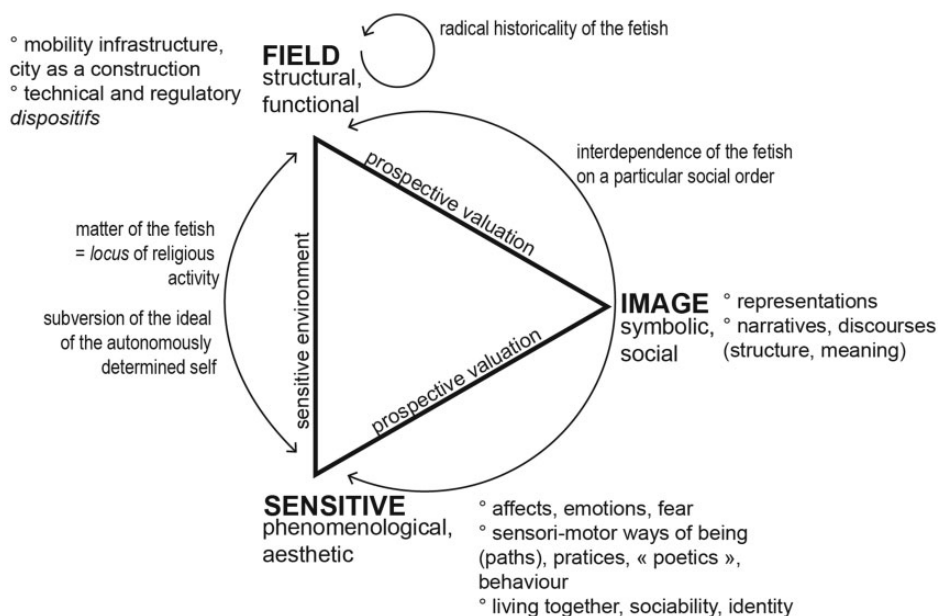 ° mobility infrastructure,
city as a construction
° technical and regulatory
dispositifs
FIELD
structural,
functional
radical historicality of the fetish
interdependence of the fetish
on a particular social order
prospective valuation
matter of the fetish
= locus of religious
activity
subversion of the ideal
of the autonomously
determined self
sensitive environment
IMAGE
symbolic,
social
° representations
° narratives, discourses
(structure, meaning)
prospective valuation
SENSITIVE
phenomenological,
aesthetic
° affects, emotions, fear
° sensori-motor ways of being
(paths), pratices, « poetics »,
behaviour
° living together, sociability, identity